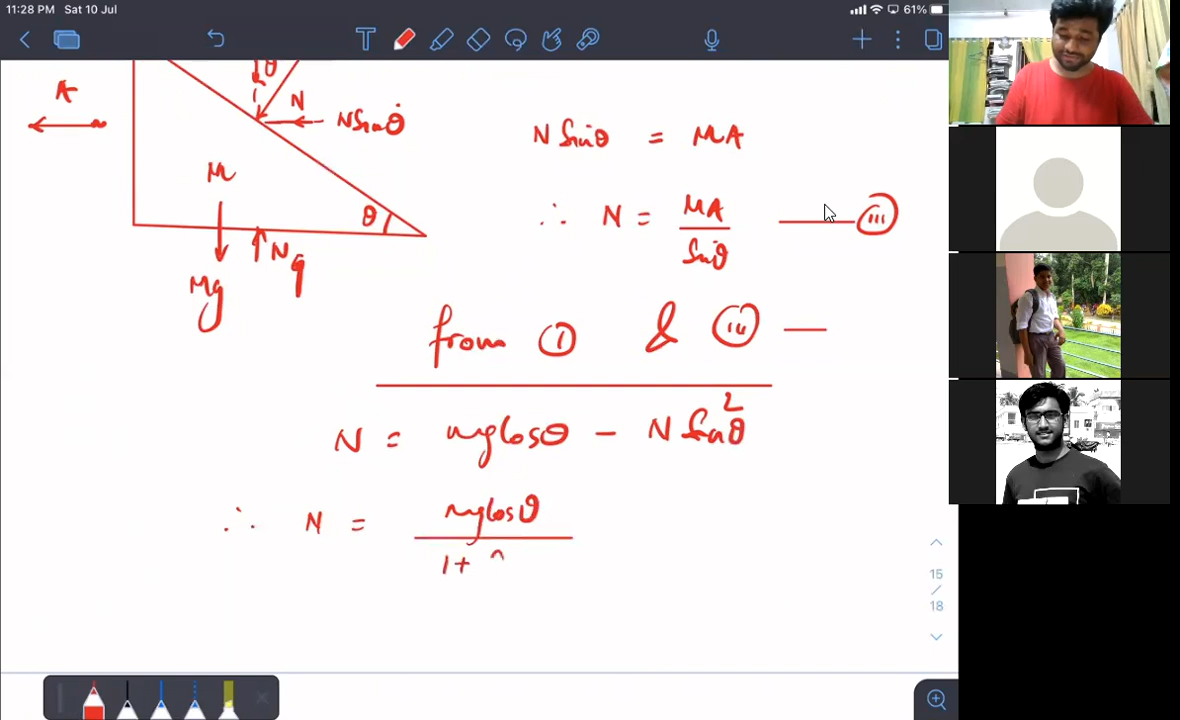 11:28 PM Sat 10 Jul
61%
T
θ
A
N
N Sinθ
M
θ
Mg
N
N Sinθ = MA
∴ N = MA / Sinθ —— (iii)
from (i) & (iii) —
N = mg Cosθ - N Sin²θ
∴ N = mg Cosθ / 1+
15
/
18